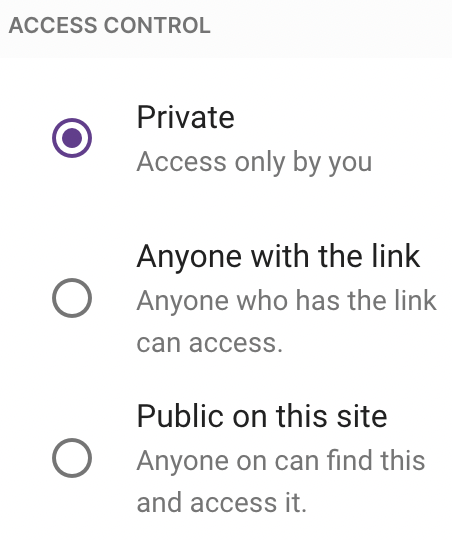 ACCESS CONTROL
Private
Access only by you
Anyone with the link
Anyone who has the link
can access.
Public on this site
Anyone on can find this
and access it.